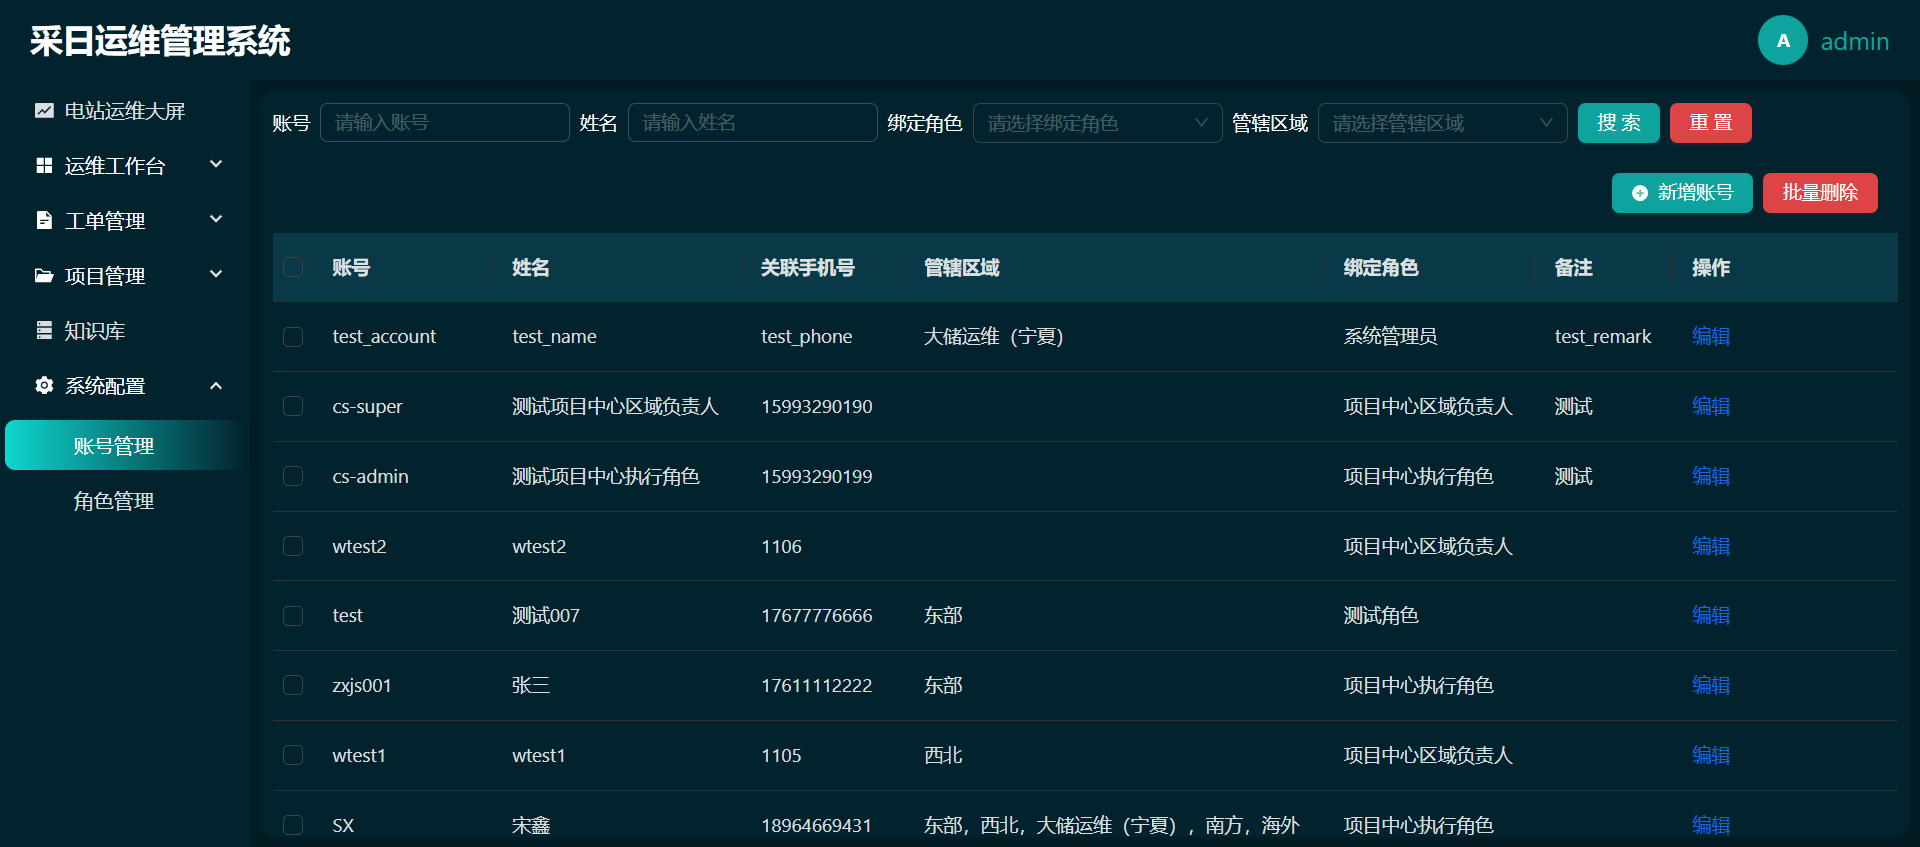 采日运维管理系统
A admin
电站运维大屏
运维工作台
工单管理
项目管理
知识库
系统配置
账号管理
角色管理
账号 请输入账号 姓名 请输入姓名 绑定角色 请选择绑定角色 管辖区域 请选择管辖区域 搜 索 重 置
新增账号 批量删除
账号 姓名 关联手机号 管辖区域 绑定角色 备注 操作
test_account test_name test_phone 大储运维（宁夏） 系统管理员 test_remark 编辑
cs-super 测试项目中心区域负责人 15993290190 项目中心区域负责人 测试 编辑
cs-admin 测试项目中心执行角色 15993290199 项目中心执行角色 测试 编辑
wtest2 wtest2 1106 项目中心区域负责人 编辑
test 测试007 17677776666 东部 测试角色 编辑
zxjs001 张三 17611112222 东部 项目中心执行角色 编辑
wtest1 wtest1 1105 西北 项目中心区域负责人 编辑
SX 宋鑫 18964669431 东部，西北，大储运维（宁夏），南方，海外 项目中心执行角色 编辑